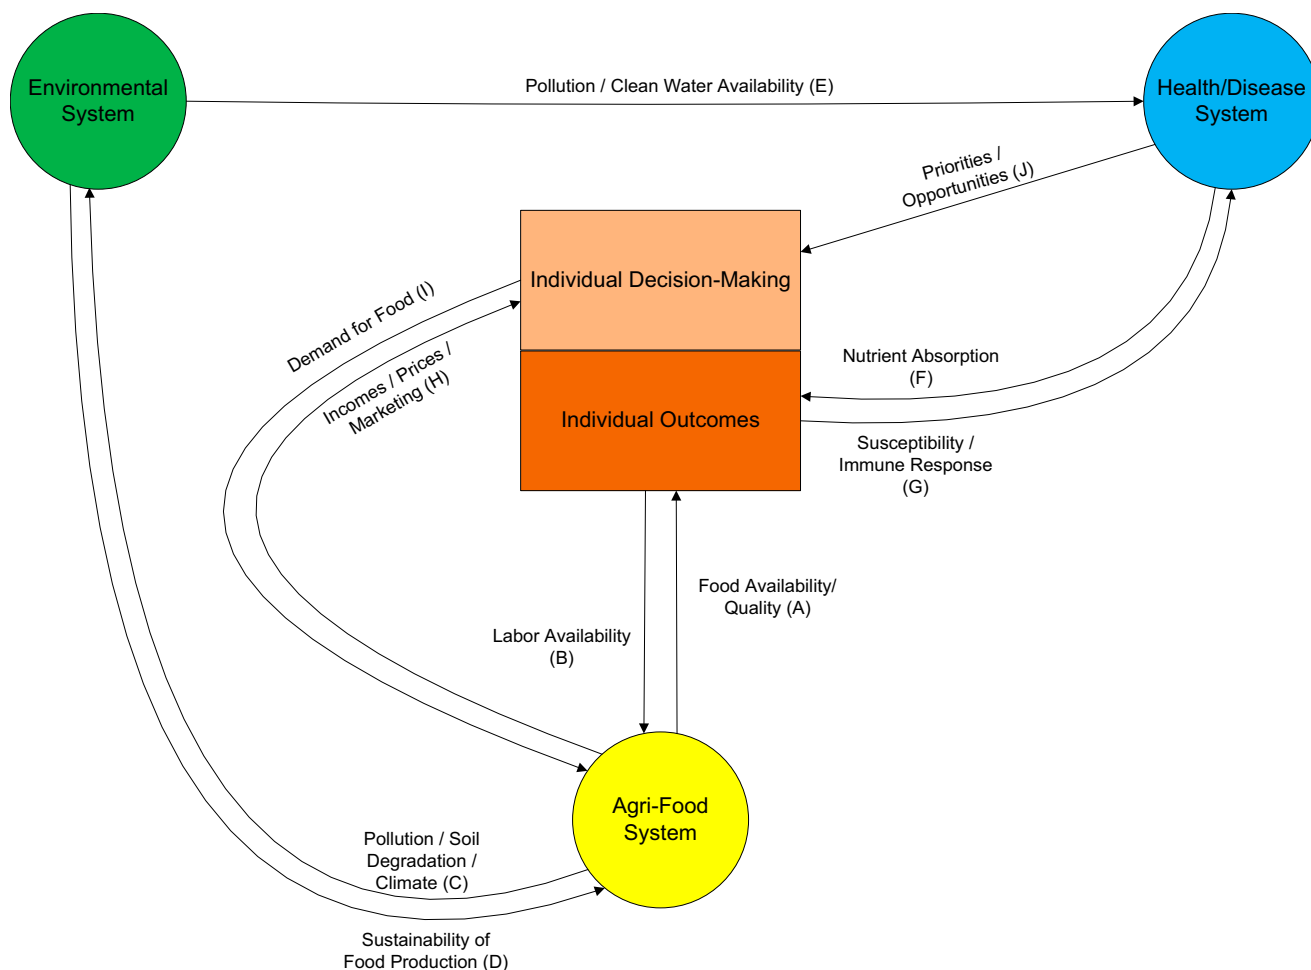 Environmental
System
Pollution / Clean Water Availability (E)
Health/Disease
System
Priorities /
Opportunities (J)
Individual Decision-Making
Demand for Food (I)
Incomes / Prices /
Marketing (H)
Nutrient Absorption
(F)
Individual Outcomes
Susceptibility /
Immune Response
(G)
Food Availability/
Quality (A)
Labor Availability
(B)
Agri-Food
System
Pollution / Soil
Degradation /
Climate (C)
Sustainability of
Food Production (D)